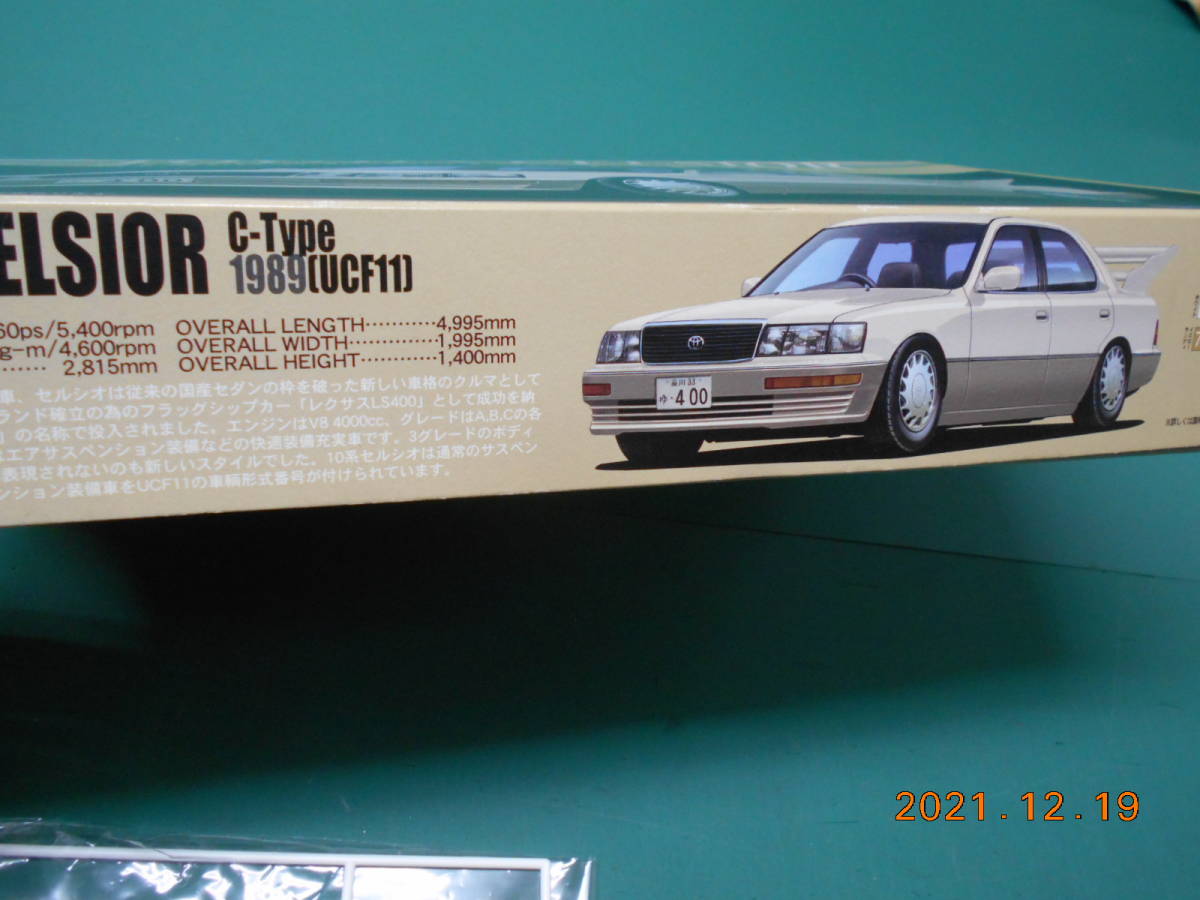 ELSIOR C-Type
1989(UCF11)
60ps/5,400rpm OVERALL LENGTH…………4,995mm
g-m/4,600rpm OVERALL WIDTH……………1,995mm
…… 2,815mm OVERALL HEIGHT…………1,400mm
車、セルシオは従来の国産セダンの枠を破った新しい車格のクルマとして
ランド確立の為のフラッグシップカー「レクサスLS400」として成功を納
」の名称で投入されました。エンジンはV8 4000cc、グレードはA,B,Cの各
はエアサスペンション装備などの快適装備充実車です。3グレードのボディ
表現されないのも新しいスタイルでした。10系セルシオは通常のサスペン
ンション装備車をUCF11の車輌形式番号が付けられています。
品川 33
ゆ・400
2021.12.19